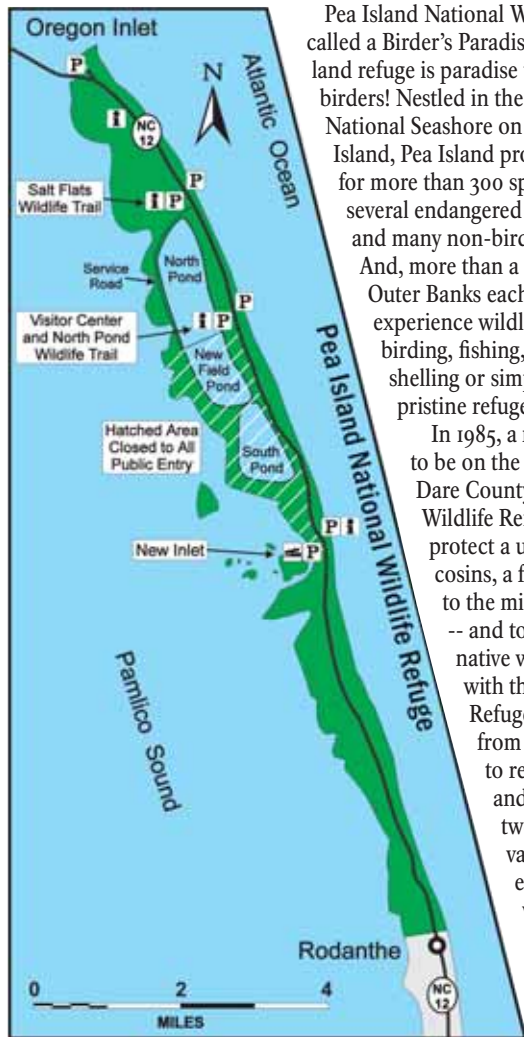 Oregon Inlet
P
N
Atlantic Ocean
NC
12
Salt Flats
Wildlife Trail
P
P
Service
Road
North
Pond
P
Visitor Center
and North Pond
Wildlife Trail
P
New
Field
Pond
Hatched Area
Closed to All
Public Entry
South
Pond
P
New Inlet
P
Pea Island National Wildlife Refuge
Pamlico Sound
Rodanthe
NC
12
0 2 4
MILES
Pea Island National W
called a Birder's Paradis
land refuge is paradise
birders! Nestled in the
National Seashore on
Island, Pea Island pro
for more than 300 sp
several endangered
and many non-bird
And, more than a
Outer Banks each
experience wildl
birding, fishing,
shelling or simp
pristine refuge
In 1985, a
to be on the
Dare County
Wildlife Re
protect a u
cosins, a f
to the mi
-- and to
native w
with th
Refuge
from
to re
and
tw
va
e